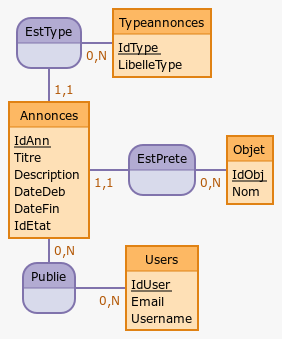 EstType
Typeannonces
IdType
LibelleType
0,N
1,1
Annonces
IdAnn
Titre
Description
DateDeb
DateFin
IdEtat
1,1
EstPrete
0,N
Objet
IdObj
Nom
0,N
Publie
0,N
Users
IdUser
Email
Username